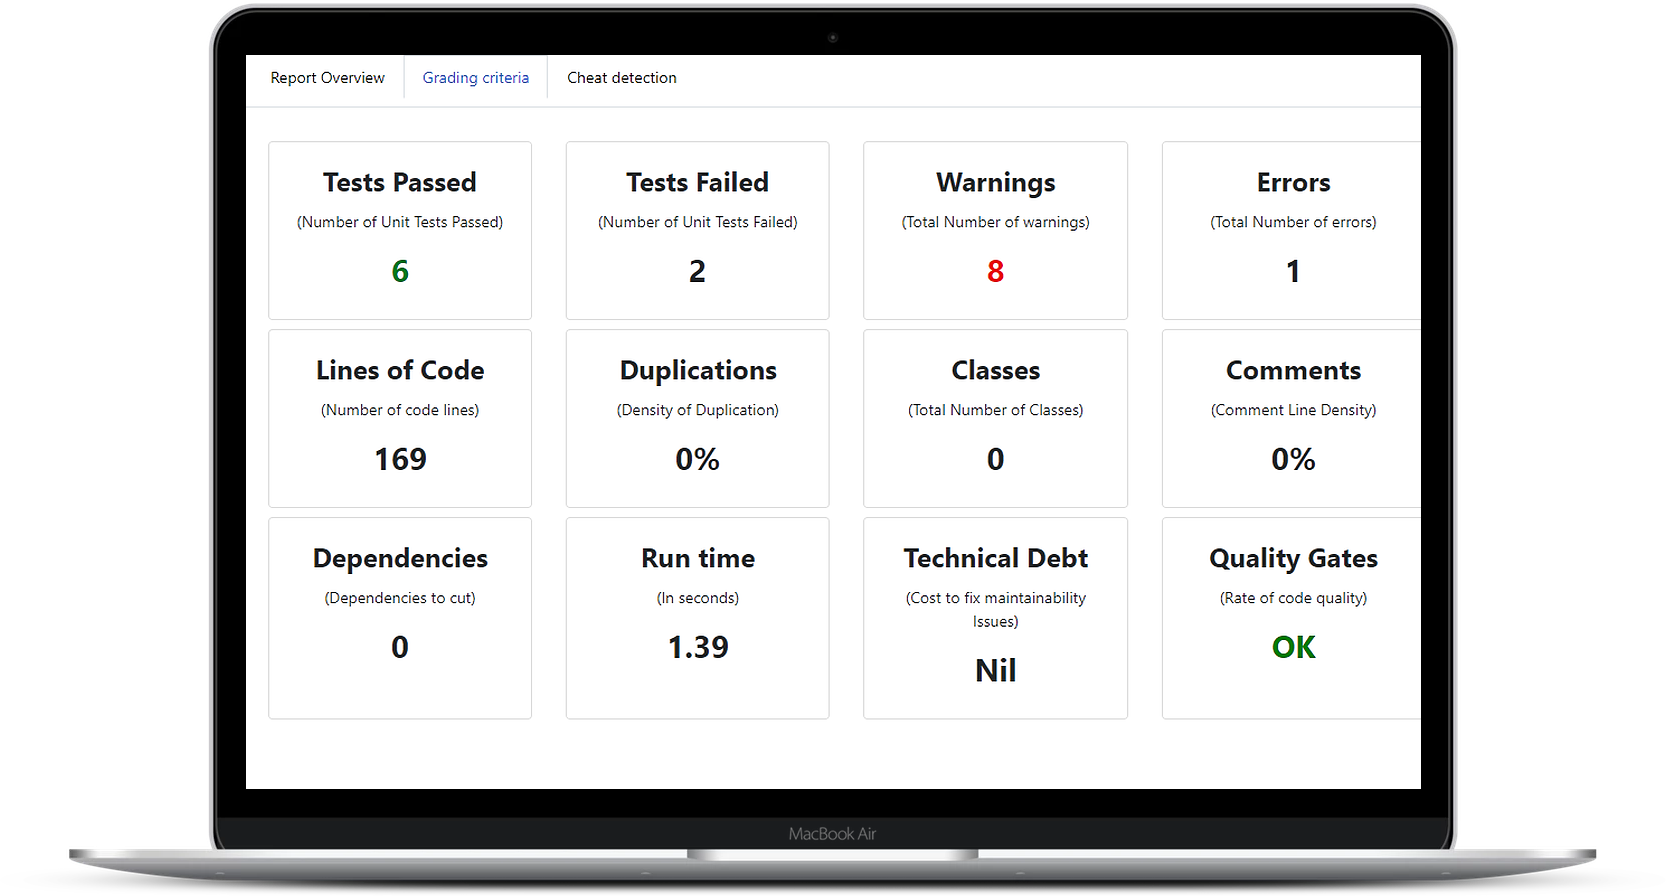 Report Overview
Grading criteria
Cheat detection
Tests Passed
(Number of Unit Tests Passed)
6
Tests Failed
(Number of Unit Tests Failed)
2
Warnings
(Total Number of warnings)
8
Errors
(Total Number of errors)
1
Lines of Code
(Number of code lines)
169
Duplications
(Density of Duplication)
0%
Classes
(Total Number of Classes)
0
Comments
(Comment Line Density)
0%
Dependencies
(Dependencies to cut)
0
Run time
(In seconds)
1.39
Technical Debt
(Cost to fix maintainability
Issues)
Nil
Quality Gates
(Rate of code quality)
OK
MacBook Air